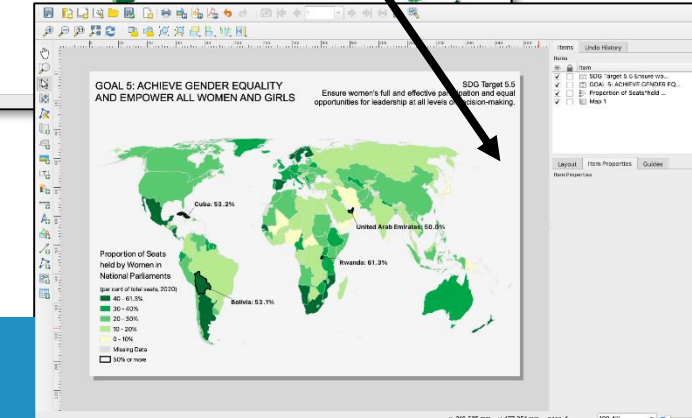 Items
Undo History
Items
Item
SDG Target 5.5 Ensure wo...
GOAL 5: ACHIEVE GENDER EQ...
Proportion of Seats held ...
Map 1
Layout
Item Properties
Guides
Item Properties
GOAL 5: ACHIEVE GENDER EQUALITY
AND EMPOWER ALL WOMEN AND GIRLS
SDG Target 5.5
Ensure women's full and effective and equal
opportunities for leadership at all levels
Cuba: 53.2%
United Arab Emirates: 50.0%
Rwanda: 61.3%
Bolivia: 53.1%
Proportion of Seats
held by Women in
National Parliaments
(per cent of total seats, 2020)
40 - 61.3%
30 - 40%
20 - 30%
10 - 20%
0 - 10%
Missing Data
50% or more